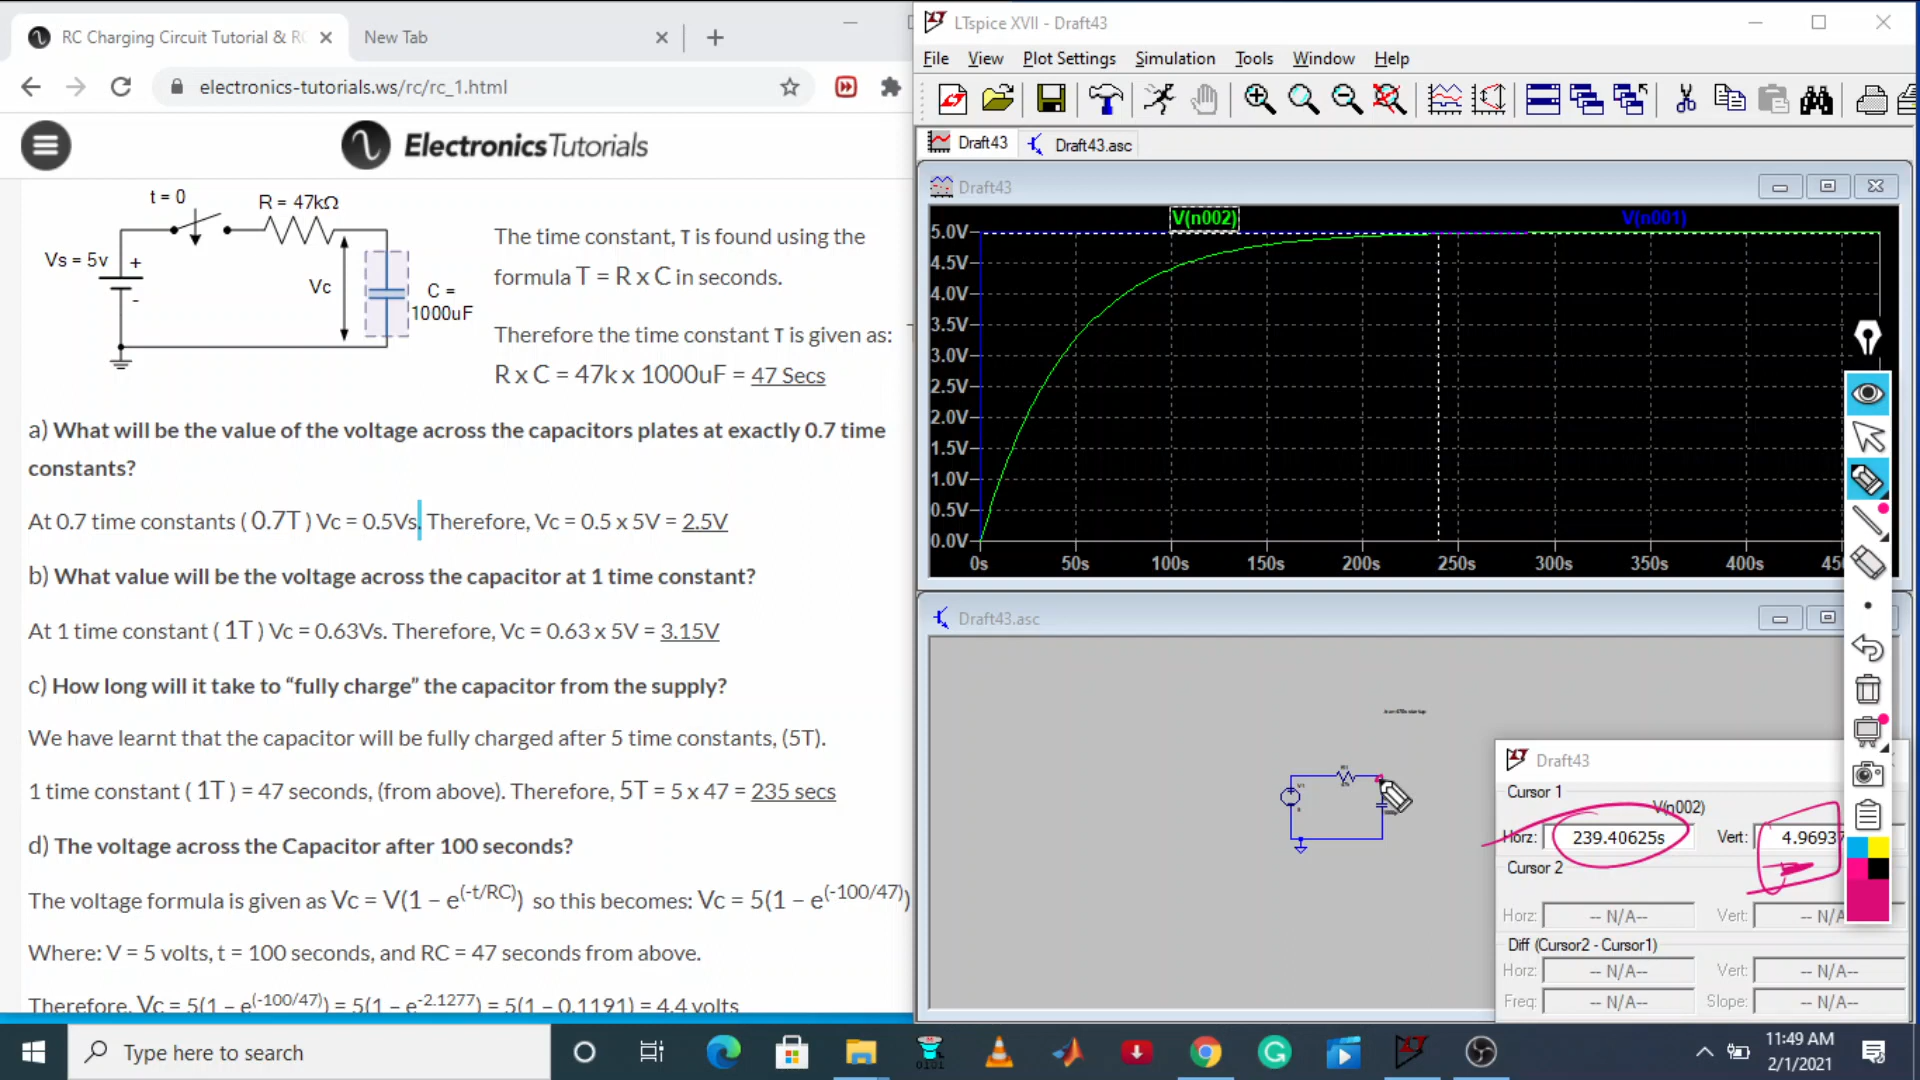 RC Charging Circuit Tutorial & RC
New Tab
electronics-tutorials.ws/rc/rc_1.html
Electronics Tutorials
t = 0
R = 47kΩ
Vs = 5v
+
-
Vc
C =
1000uF
The time constant, τ is found using the
formula T = R x C in seconds.
Therefore the time constant τ is given as:
R x C = 47k x 1000uF = 47 Secs
a) What will be the value of the voltage across the capacitors plates at exactly 0.7 time
constants?
At 0.7 time constants ( 0.7T ) Vc = 0.5Vs. Therefore, Vc = 0.5 x 5V = 2.5V
b) What value will be the voltage across the capacitor at 1 time constant?
At 1 time constant ( 1T ) Vc = 0.63Vs. Therefore, Vc = 0.63 x 5V = 3.15V
c) How long will it take to “fully charge” the capacitor from the supply?
We have learnt that the capacitor will be fully charged after 5 time constants, (5T).
1 time constant ( 1T ) = 47 seconds, (from above). Therefore, 5T = 5 x 47 = 235 secs
d) The voltage across the Capacitor after 100 seconds?
The voltage formula is given as Vc = V(1 – e(-t/RC)) so this becomes: Vc = 5(1 – e(-100/47))
Where: V = 5 volts, t = 100 seconds, and RC = 47 seconds from above.
Therefore, Vc = 5(1 – e(-100/47)) = 5(1 – e-2.1277) = 5(1 – 0.1191) = 4.4 volts
LTspice XVII - Draft43
File View Plot Settings Simulation Tools Window Help
Draft43
Draft43.asc
Draft43
V(n002)
V(n001)
5.0V
4.5V
4.0V
3.5V
3.0V
2.5V
2.0V
1.5V
1.0V
0.5V
0.0V
0s 50s 100s 150s 200s 250s 300s 350s 400s 45
Draft43.asc
Draft43
Cursor 1
V(n002)
Horz: 239.40625s Vert: 4.96937
Cursor 2
Horz: -- N/A-- Vert: -- N/A
Diff (Cursor2 - Cursor1)
Horz: -- N/A-- Vert: -- N/A--
Freq: -- N/A-- Slope: -- N/A--
Type here to search
11:49 AM
2/1/2021